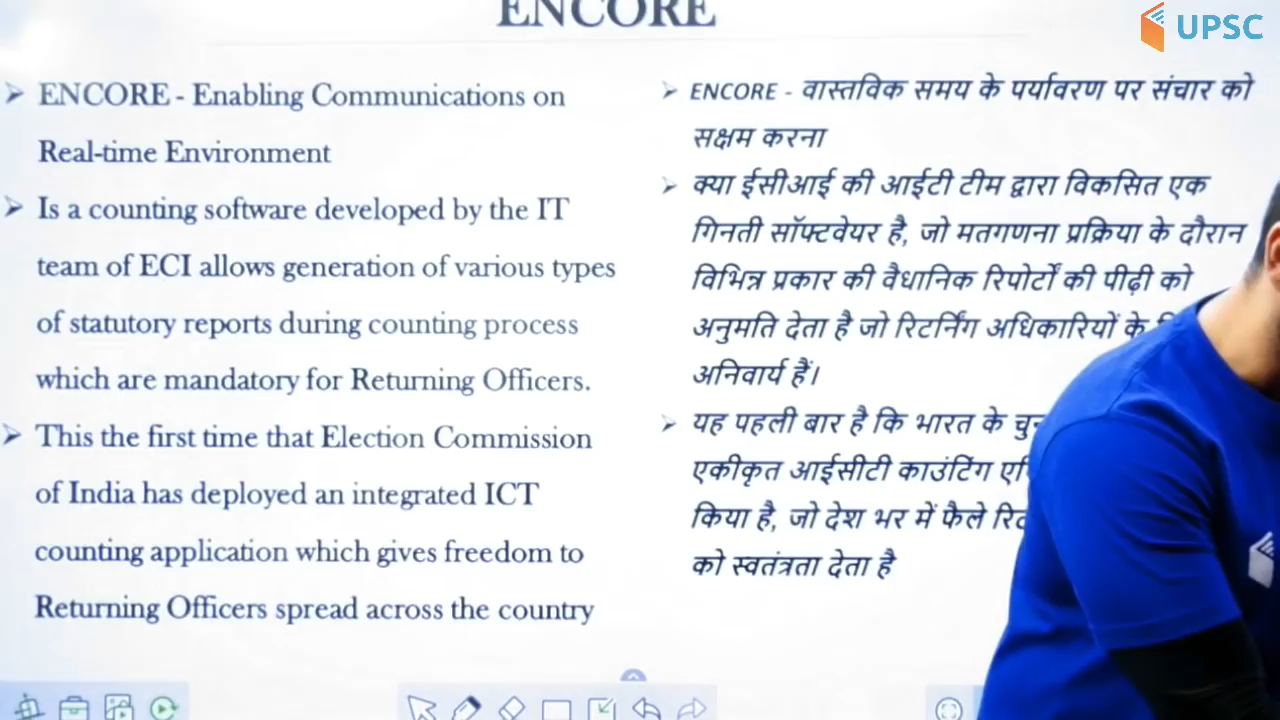 ENCORE
UPSC
ENCORE - Enabling Communications on
Real-time Environment
Is a counting software developed by the IT
team of ECI allows generation of various types
of statutory reports during counting process
which are mandatory for Returning Officers.
This the first time that Election Commission
of India has deployed an integrated ICT
counting application which gives freedom to
Returning Officers spread across the country
ENCORE - वास्तविक समय के पर्यावरण पर संचार को
सक्षम करना
क्या ईसीआई की आईटी टीम द्वारा विकसित एक
गिनती सॉफ्टवेयर है, जो मतगणना प्रक्रिया के दौरान
विभिन्न प्रकार की वैधानिक रिपोर्टों की पीढ़ी को
अनुमति देता है जो रिटर्निंग अधिकारियों के
अनिवार्य हैं।
यह पहली बार है कि भारत के
एकीकृत आईसीटी काउंटिंग
किया है, जो देश भर में फैले
को स्वतंत्रता देता है